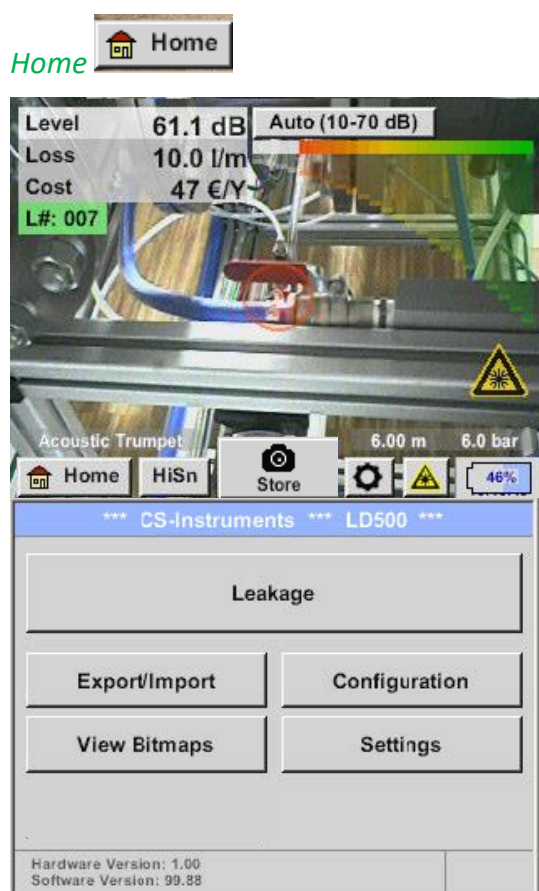 Home Home
Level 61.1 dB Auto (10-70 dB)
Loss 10.0 l/m
Cost 47 €/Y
L#: 007
Acoustic Trumpet 6.00 m 6.0 bar
Home HiSn Store 46%
*** CS-Instruments *** LD500 ***
Leakage
Export/Import Configuration
View Bitmaps Settings
Hardware Version: 1.00
Software Version: 99.88